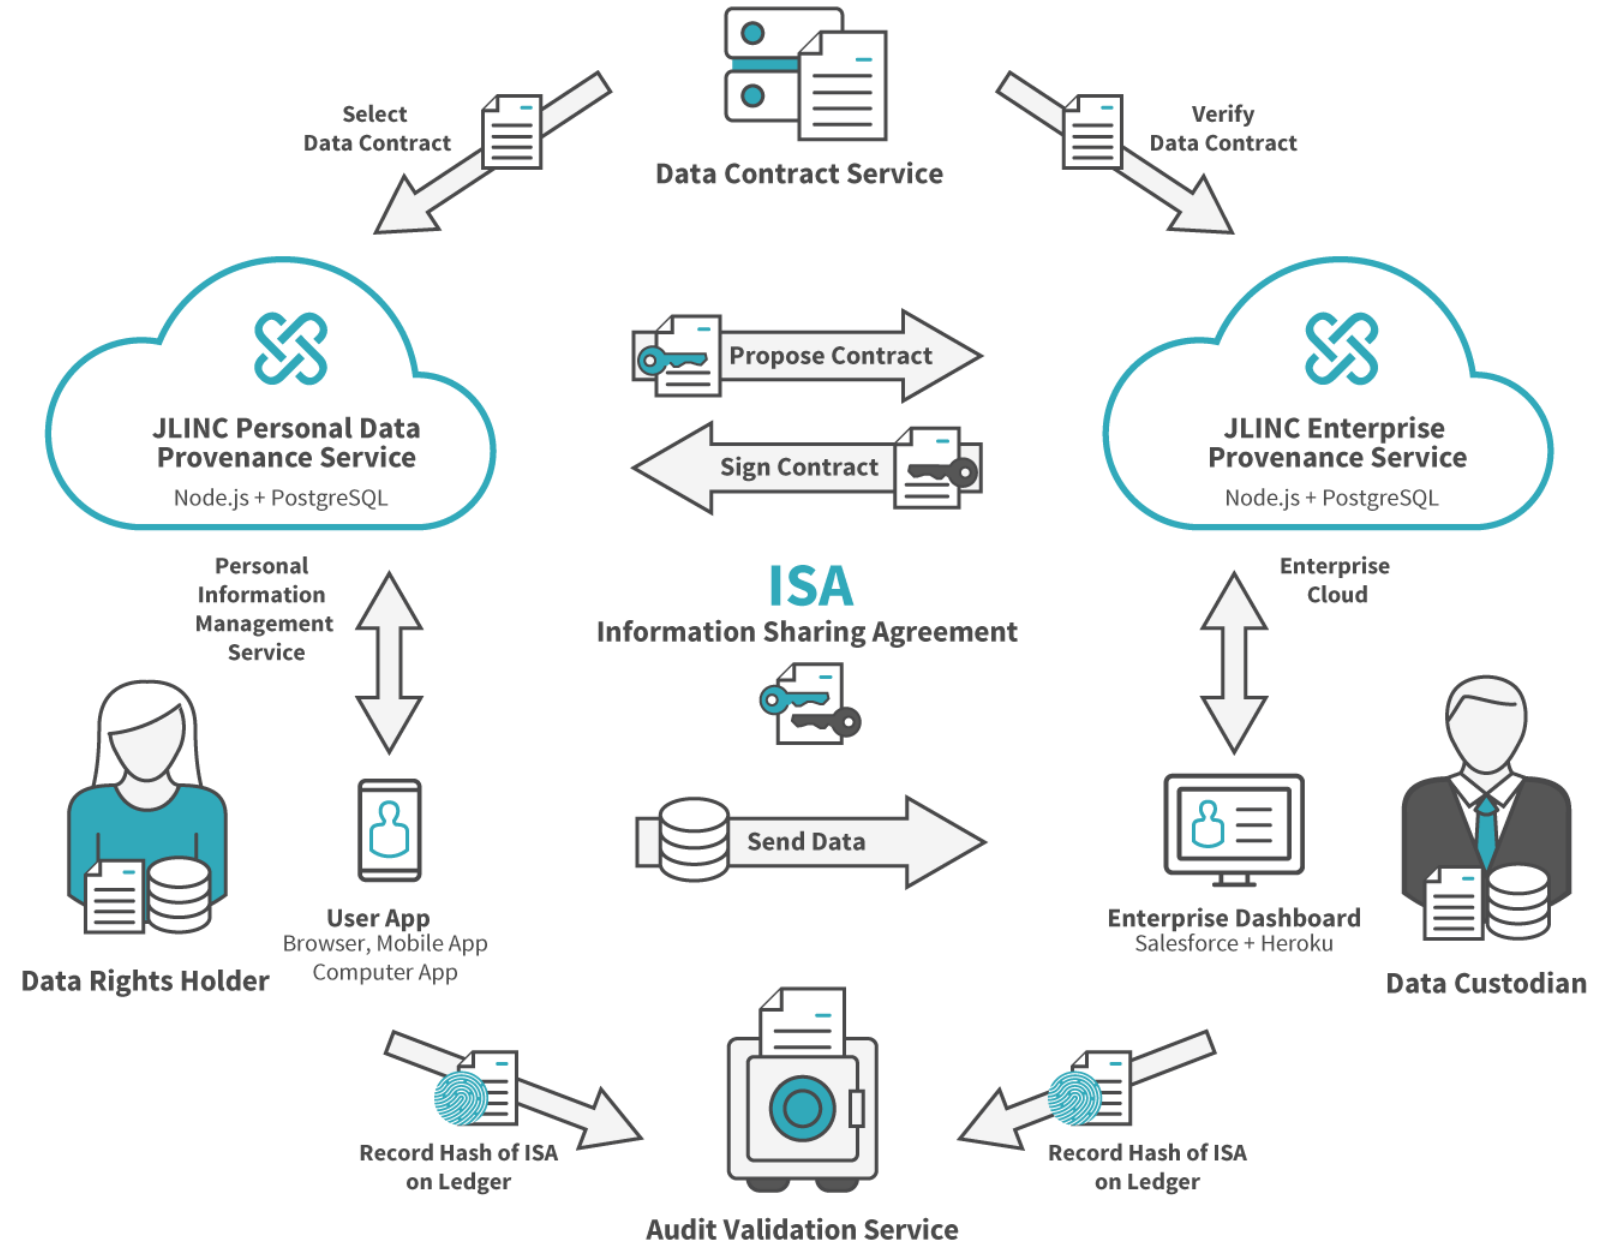 Select
Data Contract
Verify
Data Contract
Data Contract Service
Propose Contract
JLINC Personal Data
Provenance Service
Node.js + PostgreSQL
JLINC Enterprise
Provenance Service
Node.js + PostgreSQL
Sign Contract
Personal
Information
Management
Service
ISA
Information Sharing Agreement
Enterprise
Cloud
Send Data
User App
Browser, Mobile App
Computer App
Data Rights Holder
Enterprise Dashboard
Salesforce + Heroku
Data Custodian
Record Hash of ISA
on Ledger
Record Hash of ISA
on Ledger
Audit Validation Service